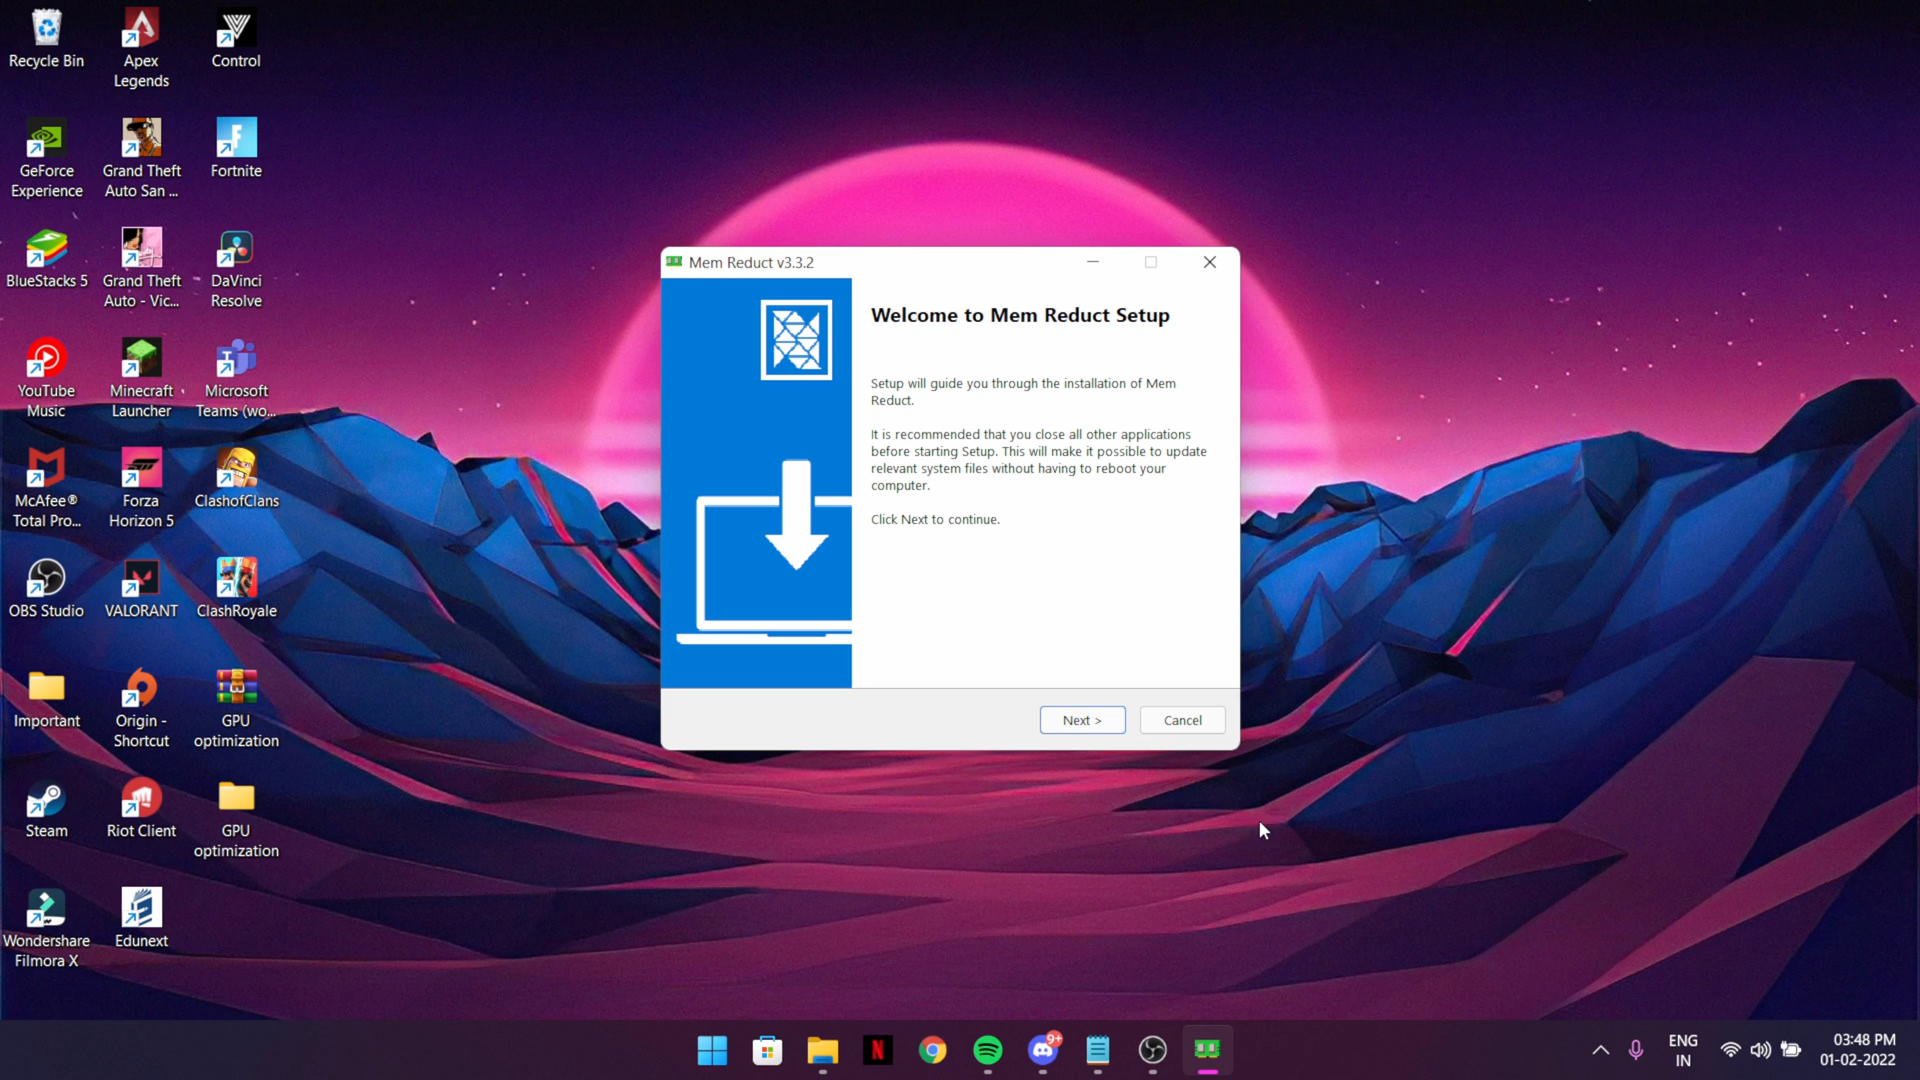 Recycle Bin
Apex
Legends
Control
GeForce
Experience
Grand Theft
Auto San ...
Fortnite
BlueStacks 5
Grand Theft
Auto - Vic...
DaVinci
Resolve
YouTube
Music
Minecraft
Launcher
Microsoft
Teams (wo...
McAfee®
Total Pro...
Forza
Horizon 5
ClashofClans
OBS Studio
VALORANT
ClashRoyale
Important
Origin -
Shortcut
GPU
optimization
Steam
Riot Client
GPU
optimization
Wondershare
Filmora X
Edunext
Mem Reduct v3.3.2
Welcome to Mem Reduct Setup
Setup will guide you through the installation of Mem
Reduct.
It is recommended that you close all other applications
before starting Setup. This will make it possible to update
relevant system files without having to reboot your
computer.
Click Next to continue.
Next >
Cancel
9+
ENG
IN
03:48 PM
01-02-2022